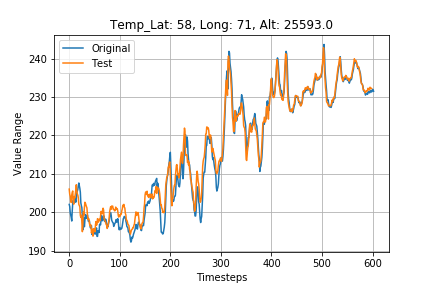 Temp_Lat: 58, Long: 71, Alt: 25593.0
Original
Test
Value Range
240
230
220
210
200
190
0 100 200 300 400 500 600
Timesteps